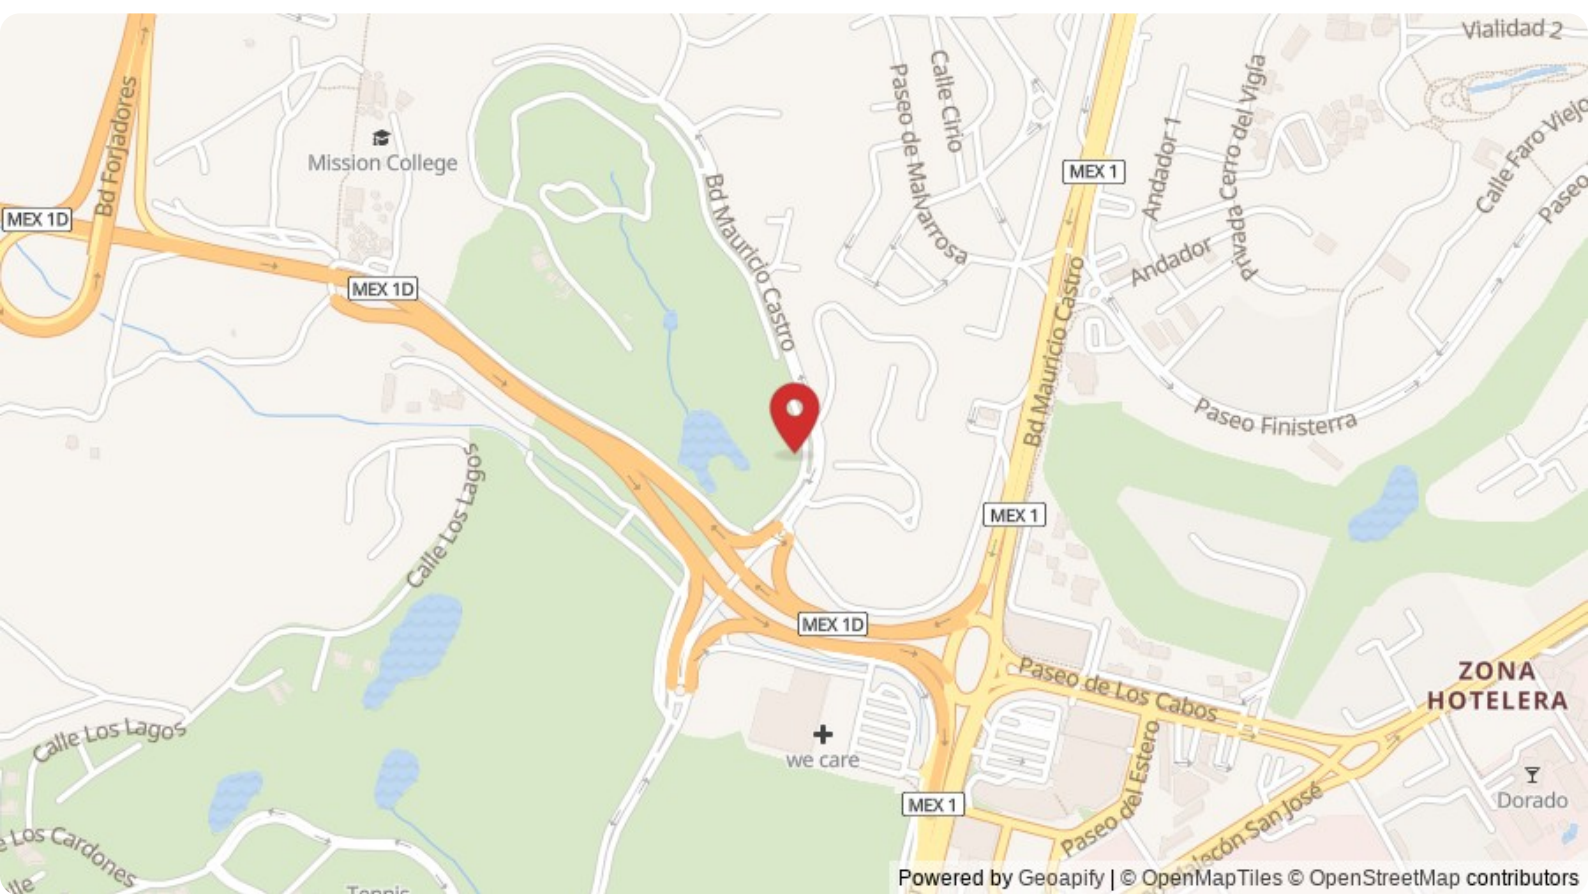 Vialidad 2
Bd Forjadores
Calle Cirio
Paseo de Malvarrosa
Privada Cerro del Vigía
Calle Faro Viejo
Andador 1
Mission College
MEX 1
Paseo
MEX 1D
Bd Mauricio Castro
Andador
MEX 1D
Bd Mauricio Castro
Paseo Finisterra
Calle Los Lagos
MEX 1
MEX 1D
Paseo de Los Cabos
ZONA
HOTELERA
Calle Los Lagos
we care
Paseo del Estero
MEX 1
Dorado
Los Cardones
lle
Tennis
alecón San José
Powered by Geoapify | © OpenMapTiles © OpenStreetMap contributors